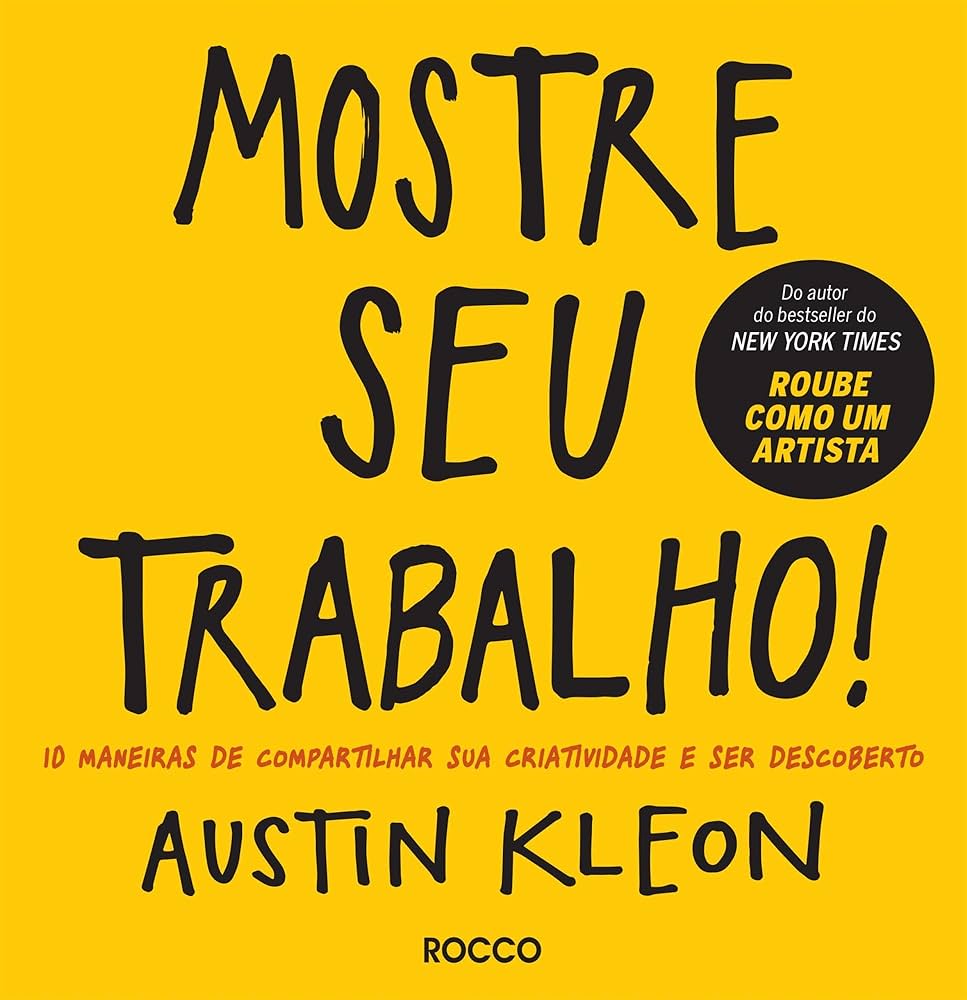 MOSTRE
SEU
Do autor
do bestseller do
NEW YORK TIMES
ROUBE
COMO UM
ARTISTA
TRABALHO!
10 MANEIRAS DE COMPARTILHAR SUA CRIATIVIDADE E SER DESCOBERTO
AUSTIN KLEON
ROCCO